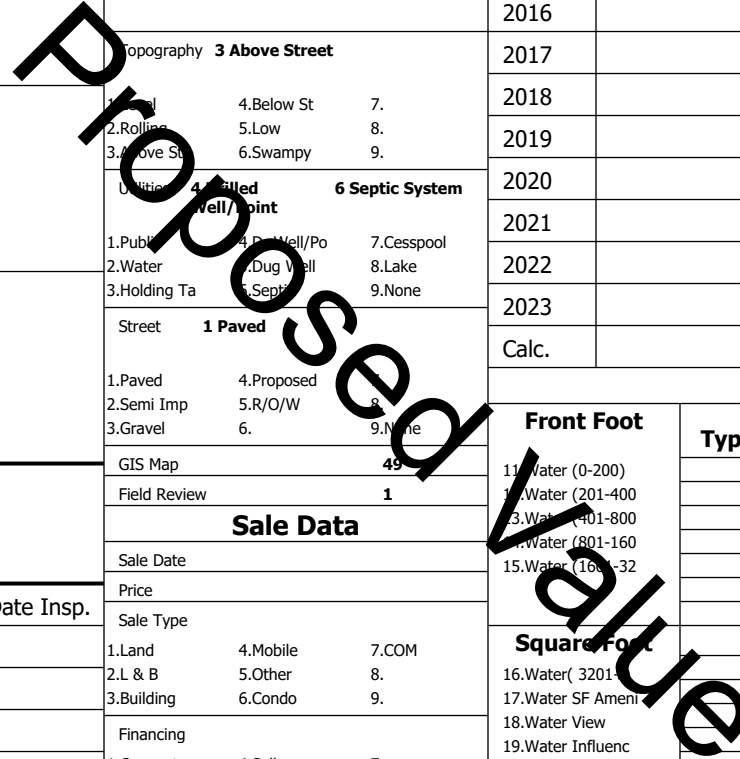 Topography 3 Above Street
1.Level 4.Below St 7.
2.Rolling 5.Low 8.
3.Above St 6.Swampy 9.
Utilities 4 Drilled 6 Septic System
Well/Point
1.Public 4.Dr Well/Po 7.Cesspool
2.Water 5.Dug Well 8.Lake
3.Holding Ta 6.Septic 9.None
Street 1 Paved
1.Paved 4.Proposed 7.
2.Semi Imp 5.R/O/W 8.
3.Gravel 6. 9.None
GIS Map 49
Field Review 1
Sale Data
Sale Date
Price
Sale Type
1.Land 4.Mobile 7.COM
2.L & B 5.Other 8.
3.Building 6.Condo 9.
Financing
Date Insp.
2016
2017
2018
2019
2020
2021
2022
2023
Calc.
Front Foot
Typ
11.Water (0-200)
12.Water (201-400
13.Water (401-800
14.Water (801-160
15.Water (1601-32
Square Foot
16.Water( 3201-
17.Water SF Ameni
18.Water View
19.Water Influenc
Proposed Value